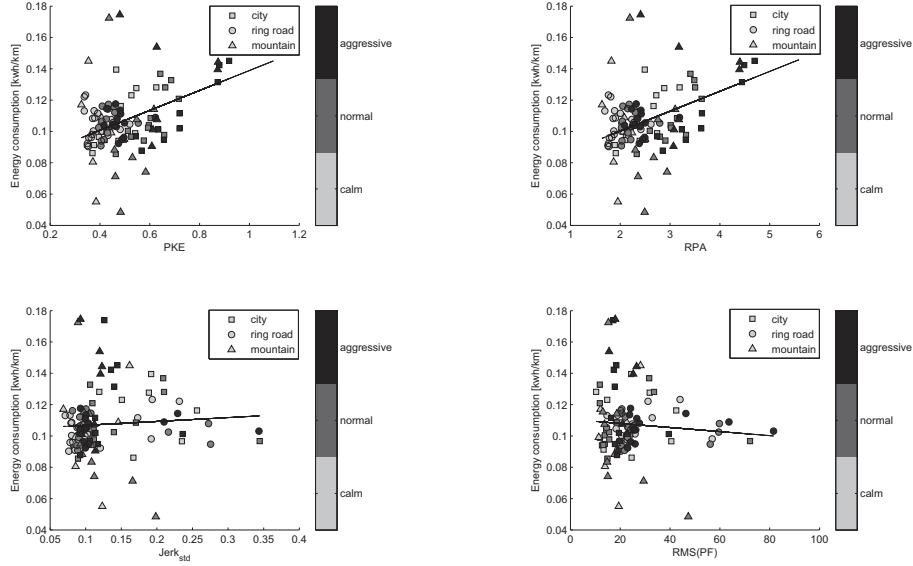 city
ring road
mountain
0.18
0.16
0.14
0.12
0.1
0.08
0.06
0.04
Energy consumption [kwh/km]
0.2
0.4
0.6
0.8
1
1.2
PKE
aggressive
normal
calm
city
ring road
mountain
0.18
0.16
0.14
0.12
0.1
0.08
0.06
0.04
Energy consumption [kwh/km]
1
2
3
4
5
6
RPA
aggressive
normal
calm
city
ring road
mountain
0.18
0.16
0.14
0.12
0.1
0.08
0.06
0.04
Energy consumption [kwh/km]
0.05
0.1
0.15
0.2
0.25
0.3
0.35
0.4
Jerkstd
aggressive
normal
calm
city
ring road
mountain
0.18
0.16
0.14
0.12
0.1
0.08
0.06
0.04
Energy consumption [kwh/km]
0
20
40
60
80
100
RMS(PF)
aggressive
normal
calm